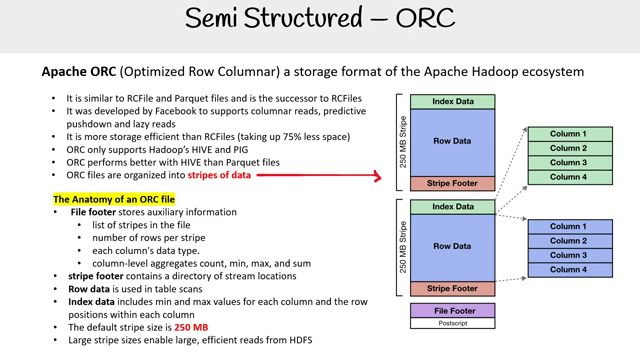 Semi Structured – ORC
Apache ORC (Optimized Row Columnar) a storage format of the Apache Hadoop ecosystem
• It is similar to RCFile and Parquet files and is the successor to RCFiles
• It was developed by Facebook to supports columnar reads, predictive
pushdown and lazy reads
• It is more storage efficient than RCFiles (taking up 75% less space)
• ORC only supports Hadoop's HIVE and PIG
• ORC performs better with HIVE than Parquet files
• ORC files are organized into stripes of data
The Anatomy of an ORC file
• File footer stores auxiliary information
• list of stripes in the file
• number of rows per stripe
• each column's data type.
• column-level aggregates count, min, max, and sum
• stripe footer contains a directory of stream locations
• Row data is used in table scans
• Index data includes min and max values for each column and the row
positions within each column
• The default stripe size is 250 MB
• Large stripe sizes enable large, efficient reads from HDFS
250 MB Stripe
Index Data
Row Data
Stripe Footer
250 MB Stripe
Index Data
Row Data
Stripe Footer
File Footer
Postscript
Column 1
Column 2
Column 3
Column 4
Column 1
Column 2
Column 3
Column 4